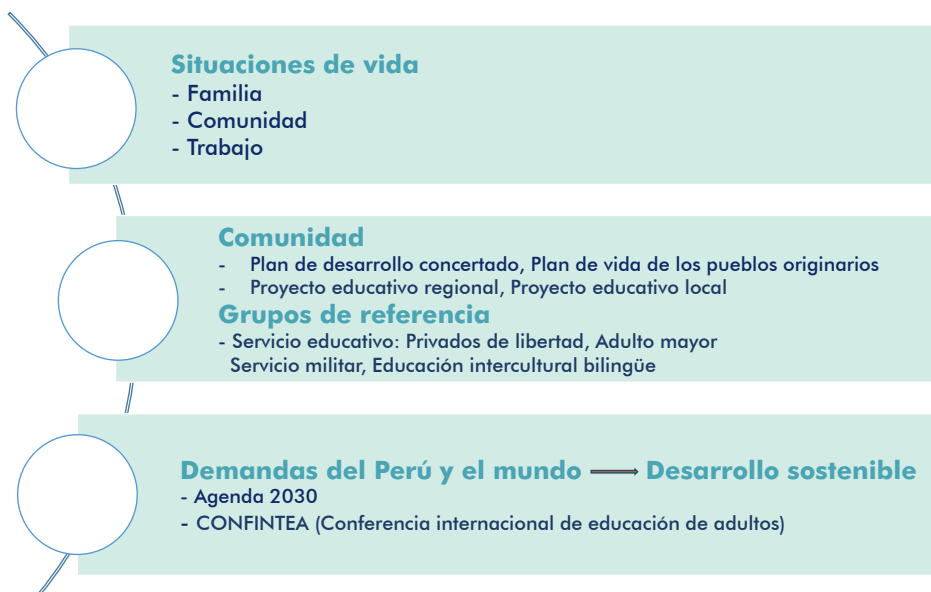 Situaciones de vida
- Familia
- Comunidad
- Trabajo
Comunidad
- Plan de desarrollo concertado, Plan de vida de los pueblos originarios
- Proyecto educativo regional, Proyecto educativo local
Grupos de referencia
- Servicio educativo: Privados de libertad, Adulto mayor
Servicio militar, Educación intercultural bilingüe
Demandas del Perú y el mundo ⟶ Desarrollo sostenible
- Agenda 2030
- CONFINTEA (Conferencia internacional de educación de adultos)